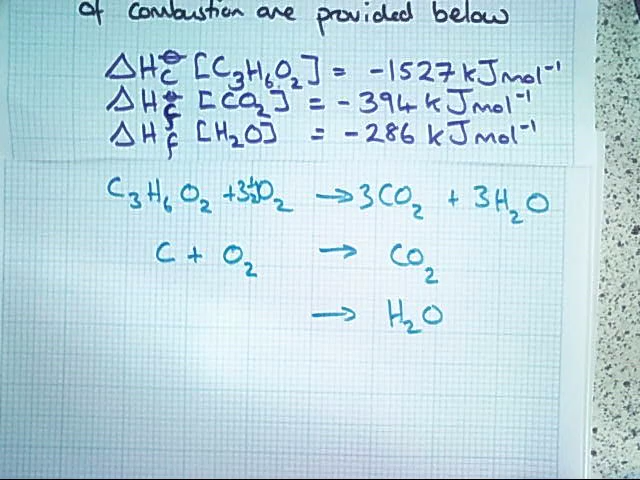 of combustion are provided below
ΔH⊖c [C₃H₆O₂] = -1527 kJmol⁻¹
ΔH⊖f [CO₂] = -394 kJmol⁻¹
ΔHf [H₂O] = -286 kJmol⁻¹
C₃H₆O₂ + 3½O₂ → 3CO₂ + 3H₂O
C + O₂ → CO₂
→ H₂O